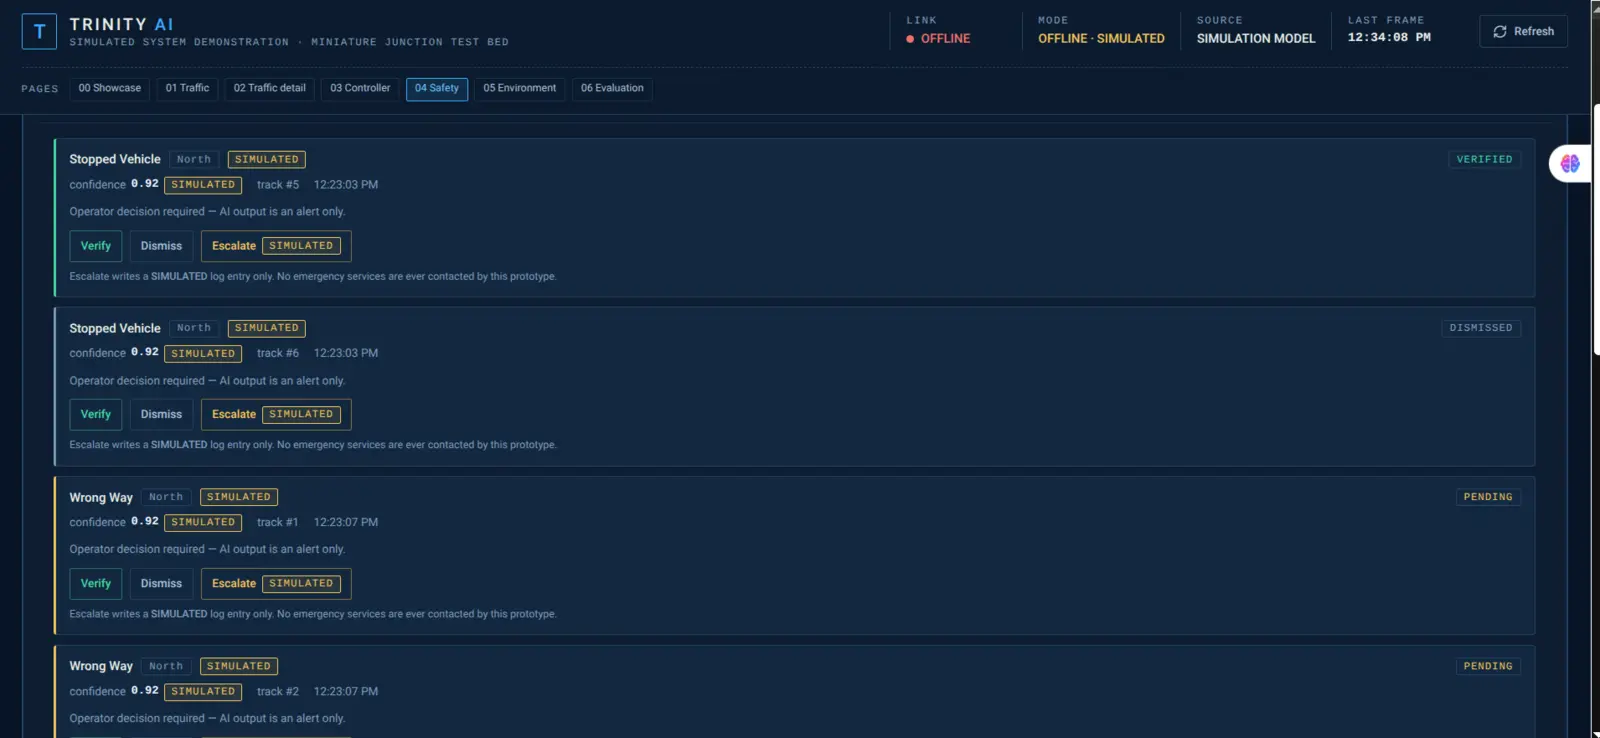 T
TRINITY AI
SIMULATED SYSTEM DEMONSTRATION · MINIATURE JUNCTION TEST BED
LINK
OFFLINE
MODE
OFFLINE · SIMULATED
SOURCE
SIMULATION MODEL
LAST FRAME
12:34:08 PM
Refresh
PAGES 00 Showcase 01 Traffic 02 Traffic detail 03 Controller 04 Safety 05 Environment 06 Evaluation
Stopped Vehicle North SIMULATED VERIFIED
confidence 0.92 SIMULATED track #5 12:23:03 PM
Operator decision required — AI output is an alert only.
Verify Dismiss Escalate SIMULATED
Escalate writes a SIMULATED log entry only. No emergency services are ever contacted by this prototype.
Stopped Vehicle North SIMULATED DISMISSED
confidence 0.92 SIMULATED track #6 12:23:03 PM
Operator decision required — AI output is an alert only.
Verify Dismiss Escalate SIMULATED
Escalate writes a SIMULATED log entry only. No emergency services are ever contacted by this prototype.
Wrong Way North SIMULATED PENDING
confidence 0.92 SIMULATED track #1 12:23:07 PM
Operator decision required — AI output is an alert only.
Verify Dismiss Escalate SIMULATED
Escalate writes a SIMULATED log entry only. No emergency services are ever contacted by this prototype.
Wrong Way North SIMULATED PENDING
confidence 0.92 SIMULATED track #2 12:23:07 PM
Operator decision required — AI output is an alert only.